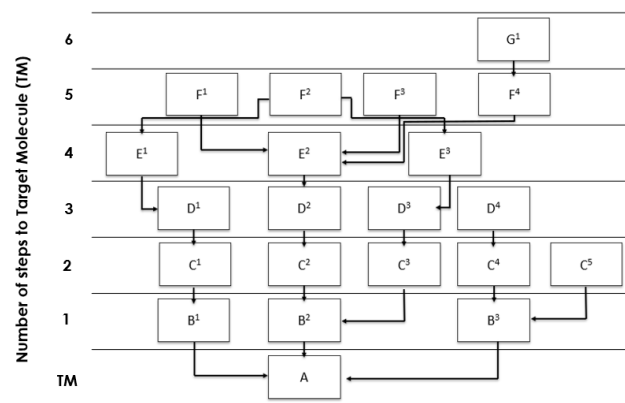 Number of steps to Target Molecule (TM)
6
G¹
5
F¹
F²
F³
F⁴
4
E¹
E²
E³
3
D¹
D²
D³
D⁴
2
C¹
C²
C³
C⁴
C⁵
1
B¹
B²
B³
TM
A